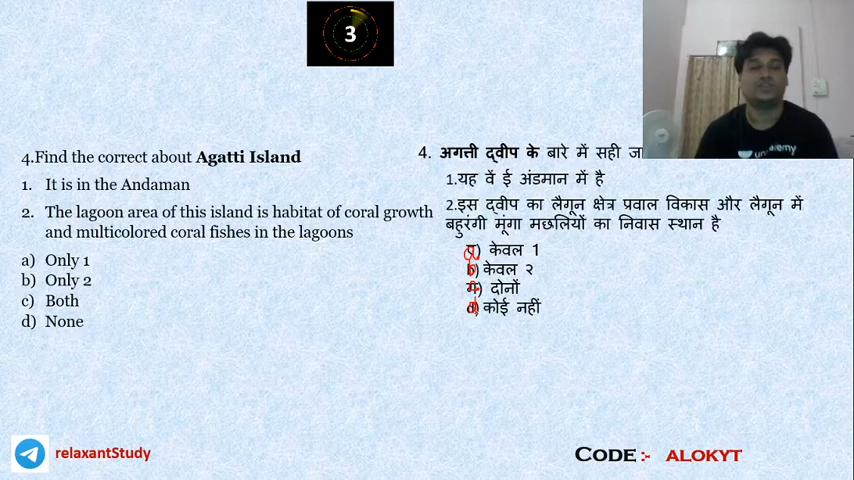 3
4.Find the correct about Agatti Island
1. It is in the Andaman
2. The lagoon area of this island is habitat of coral growth
and multicolored coral fishes in the lagoons
a) Only 1
b) Only 2
c) Both
d) None
4. अगत्ती द्वीप के बारे में सही जा
1.यह वें ई अंडमान में है
2.इस द्वीप का लैगून क्षेत्र प्रवाल विकास और लैगून में
बहुरंगी मूंगा मछलियों का निवास स्थान है
a) केवल 1
b) केवल २
c) दोनों
d) कोई नहीं
relaxantStudy
CODE :- ALOKYT